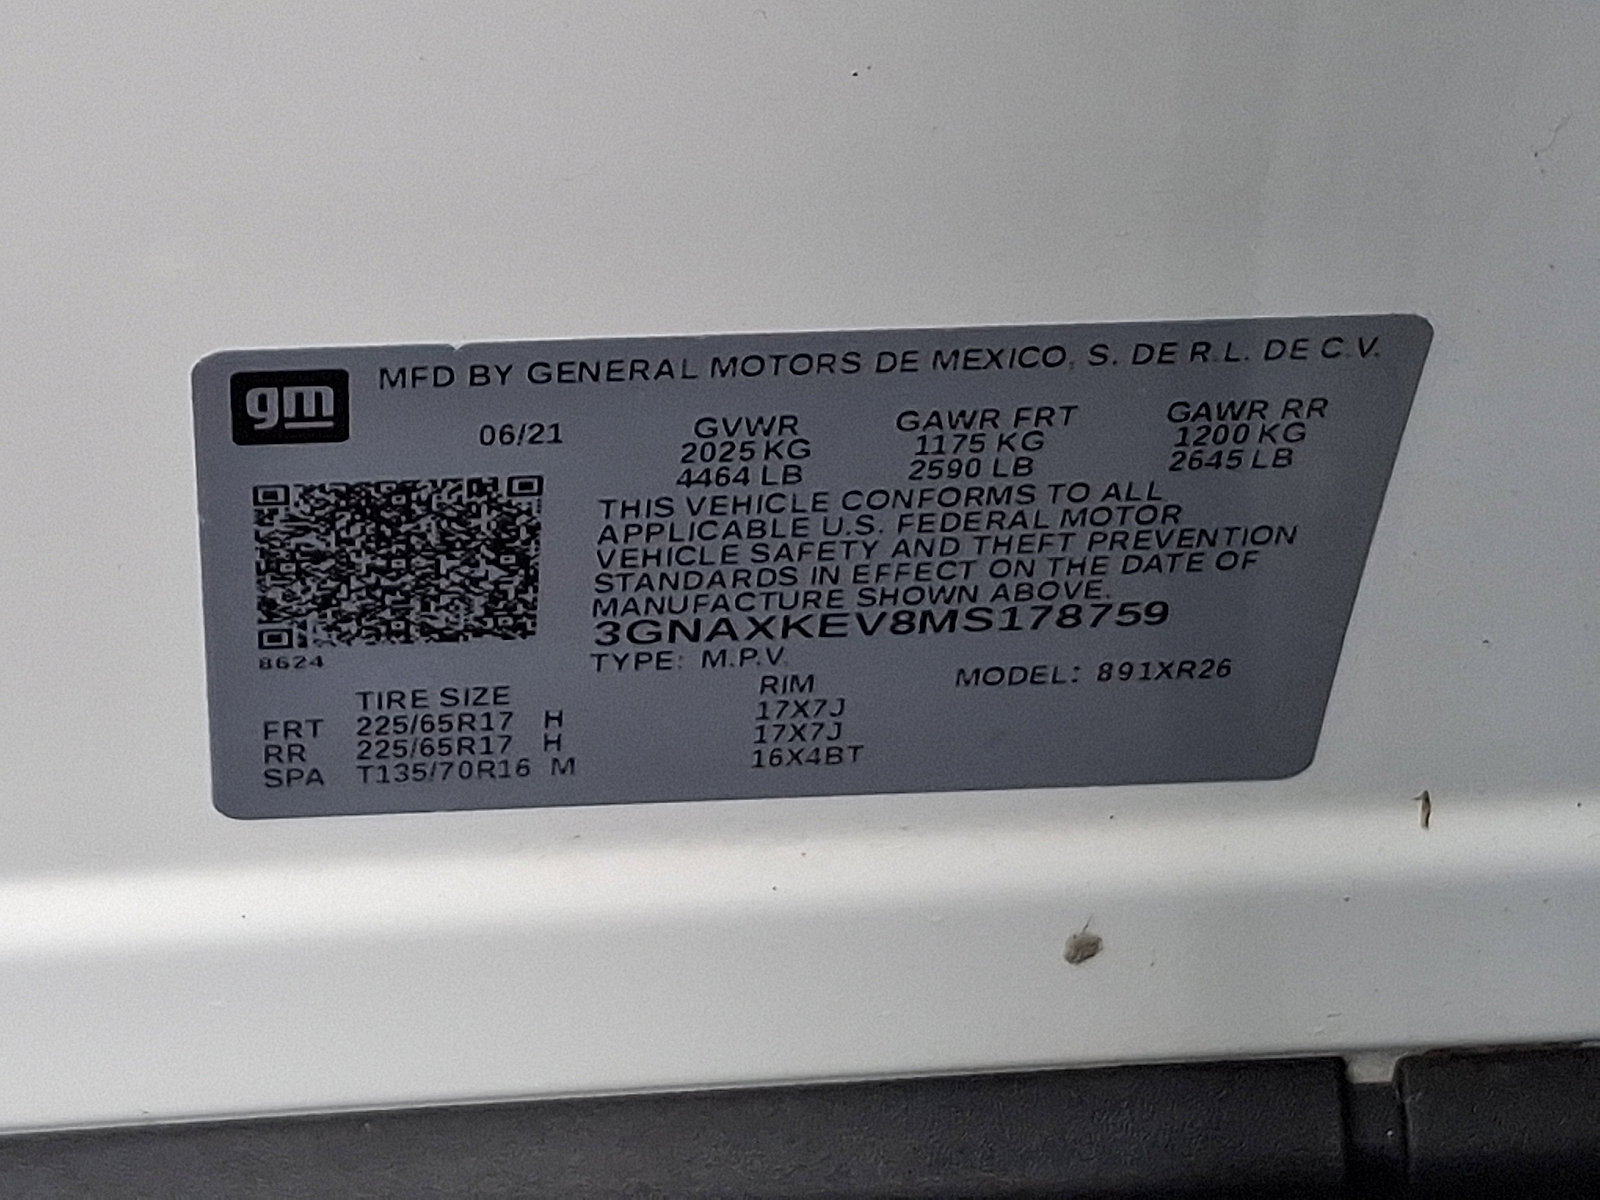 gm
MFD BY GENERAL MOTORS DE MEXICO, S. DE R.L. DE C.V.
06/21 GVWR GAWR FRT GAWR RR
2025 KG 1175 KG 1200 KG
4464 LB 2590 LB 2645 LB
THIS VEHICLE CONFORMS TO ALL
APPLICABLE U.S. FEDERAL MOTOR
VEHICLE SAFETY AND THEFT PREVENTION
STANDARDS IN EFFECT ON THE DATE OF
MANUFACTURE SHOWN ABOVE.
3GNAXKEV8MS178759
8624
TYPE: M.P.V. MODEL: 891XR26
TIRE SIZE RIM
FRT 225/65R17 H 17X7J
RR 225/65R17 H 17X7J
SPA T135/70R16 M 16X4BT